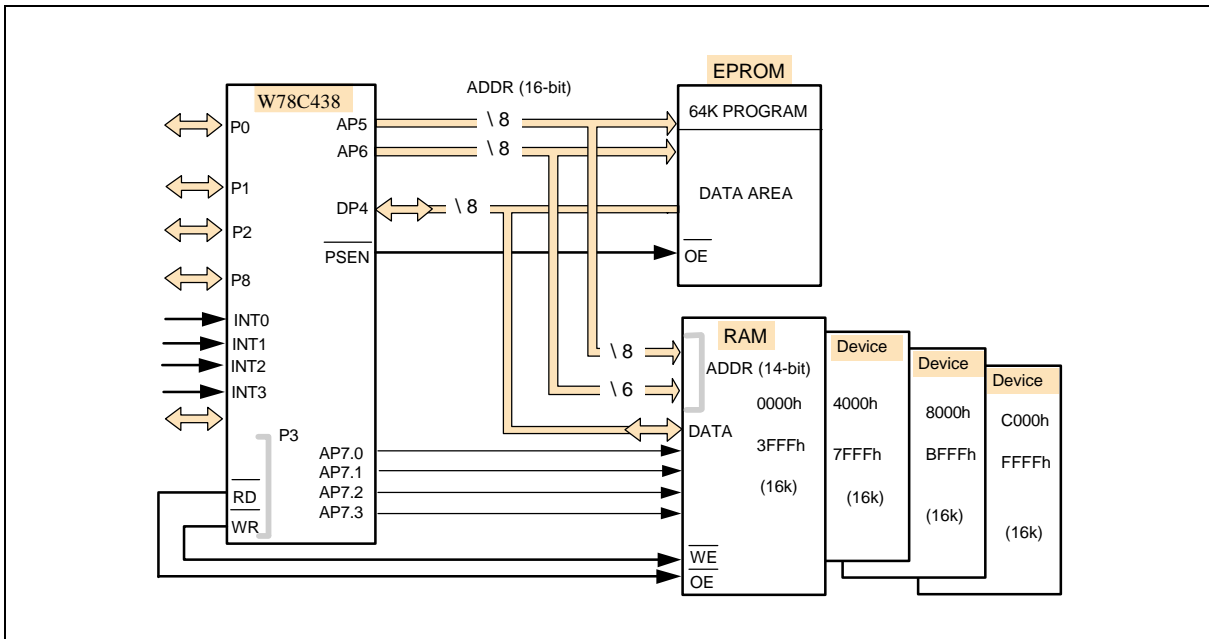 W78C438
P0
P1
P2
P8
INT0
INT1
INT2
INT3
P3
RD
WR
AP5
AP6
DP4
PSEN
AP7.0
AP7.1
AP7.2
AP7.3
ADDR (16-bit)
\ 8
\ 8
\ 8
EPROM
64K PROGRAM
DATA AREA
OE
\ 8
\ 6
RAM
ADDR (14-bit)
0000h
DATA
3FFFh
(16k)
WE
OE
Device
4000h
7FFFh
(16k)
Device
8000h
BFFFh
(16k)
Device
C000h
FFFFh
(16k)